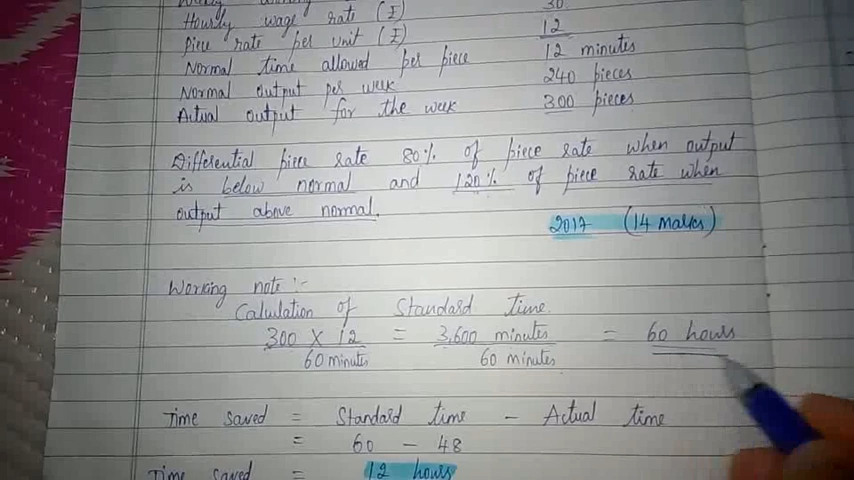 Hourly wage rate (₹) 30
Piece rate per unit (₹) 12
Normal time allowed per piece 12 minutes
Normal output per week 240 pieces
Actual output for the week 300 pieces
Differential piece rate 80% of piece rate when output
is below normal and 120% of piece rate when
output above normal.
2017 (14 marks)
Working note :-
Calculation of Standard time.
300 X 12 = 3,600 minutes = 60 hours
60 minutes 60 minutes
Time saved = Standard time - Actual time
= 60 - 48
Time saved = 12 hours